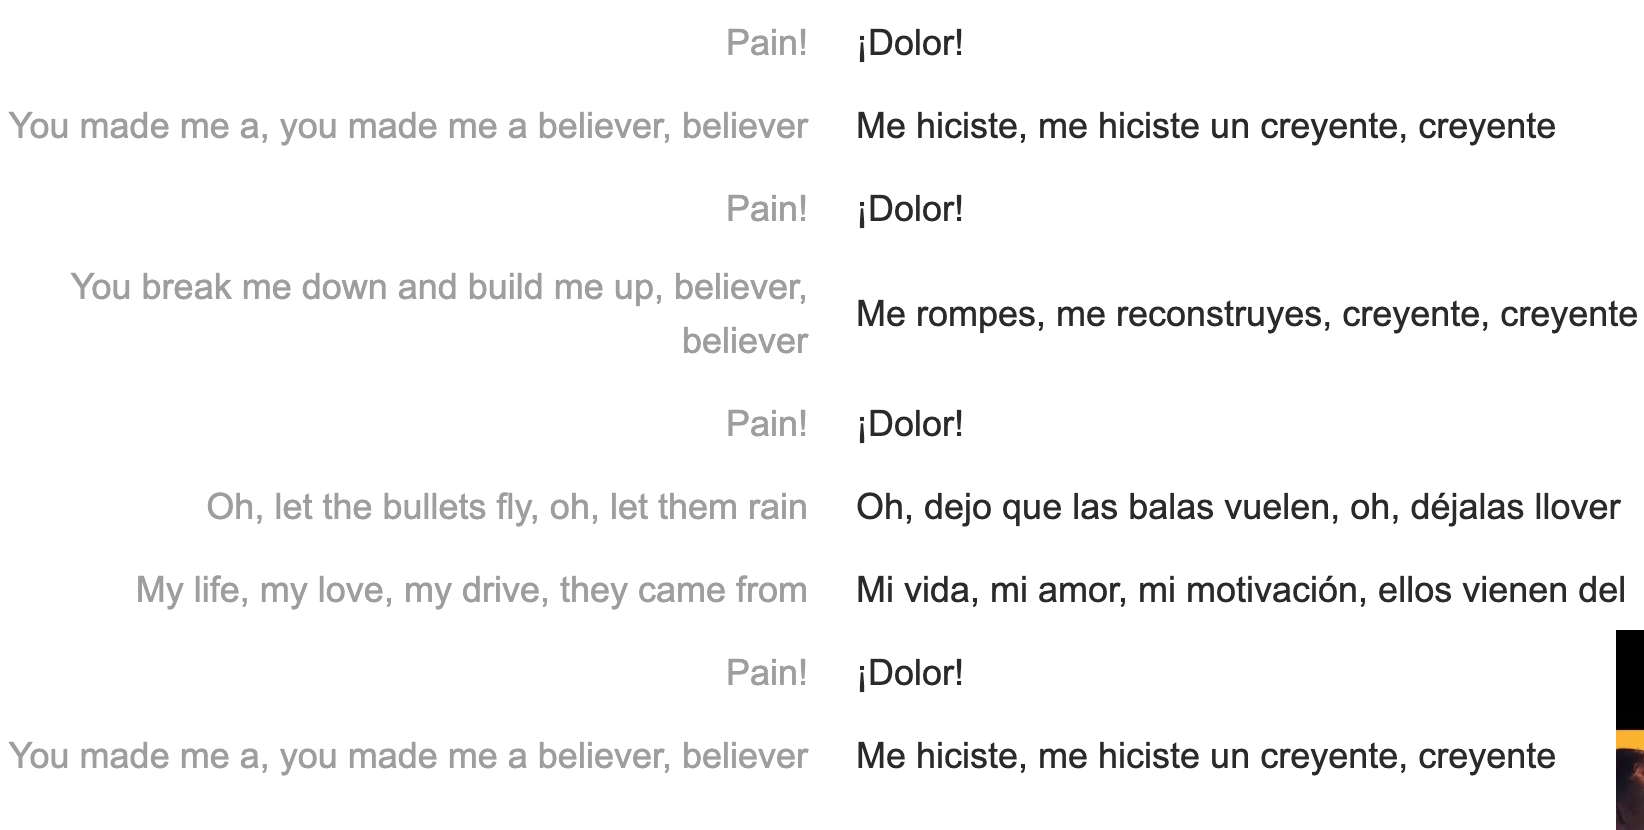 Pain! ¡Dolor!
You made me a, you made me a believer, believer Me hiciste, me hiciste un creyente, creyente
Pain! ¡Dolor!
You break me down and build me up, believer,
believer
Me rompes, me reconstruyes, creyente, creyente
Pain! ¡Dolor!
Oh, let the bullets fly, oh, let them rain Oh, dejo que las balas vuelen, oh, déjalas llover
My life, my love, my drive, they came from Mi vida, mi amor, mi motivación, ellos vienen del
Pain! ¡Dolor!
You made me a, you made me a believer, believer Me hiciste, me hiciste un creyente, creyente